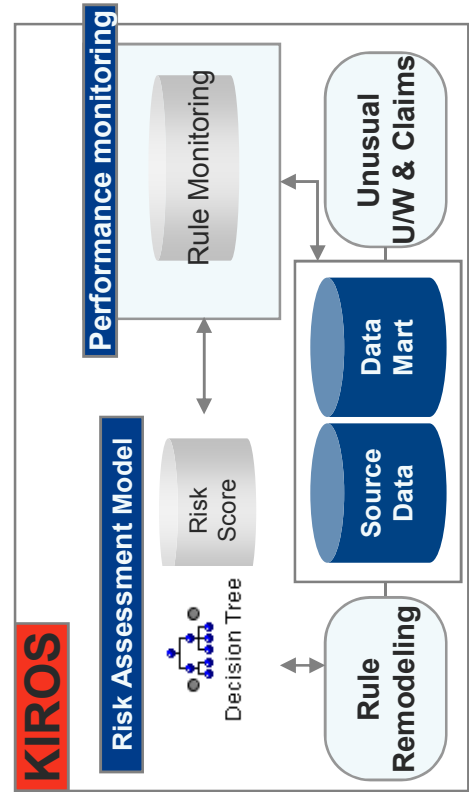 KIROS
Risk Assessment Model
Performance monitoring
Decision Tree
Risk
Score
Rule Monitoring
Rule
Remodeling
Source
Data
Data
Mart
Unusual
U/W & Claims